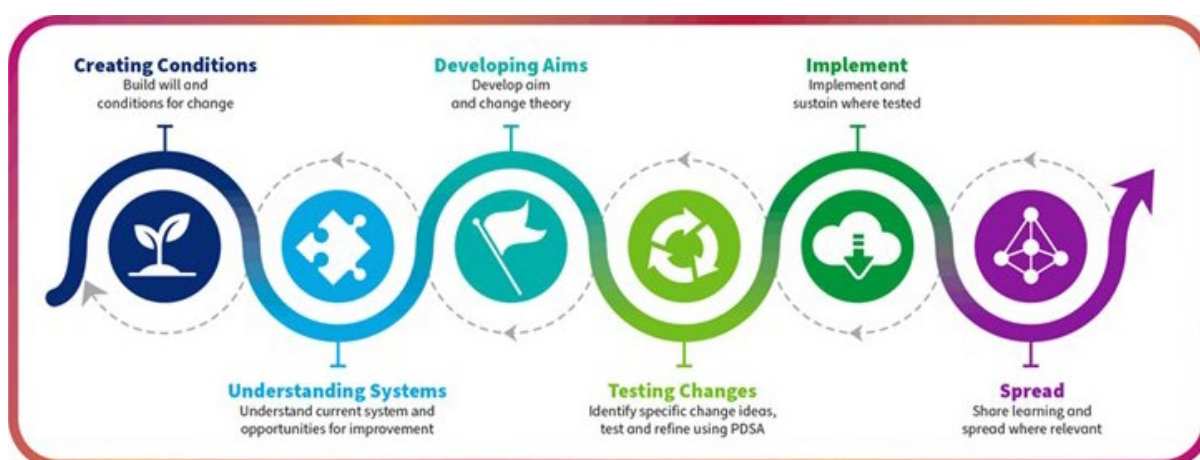 Creating Conditions
Build will and
conditions for change
Developing Aims
Develop aim
and change theory
Implement
Implement and
sustain where tested
Understanding Systems
Understand current system and
opportunities for improvement
Testing Changes
Identify specific change ideas,
test and refine using PDSA
Spread
Share learning and
spread where relevant